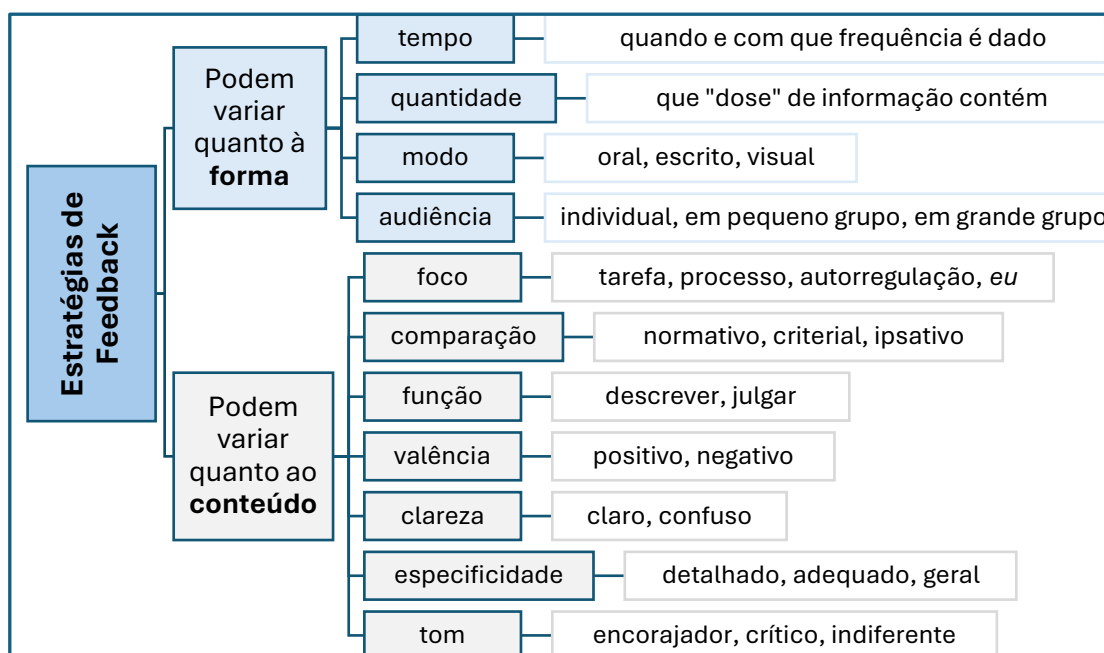 Estratégias de
Feedback
Podem
variar
quanto à
forma
tempo
quando e com que frequência é dado
quantidade
que "dose" de informação contém
modo
oral, escrito, visual
audiência
individual, em pequeno grupo, em grande grupo
Podem
variar
quanto ao
conteúdo
foco
tarefa, processo, autorregulação, eu
comparação
normativo, criterial, ipsativo
função
descrever, julgar
valência
positivo, negativo
clareza
claro, confuso
especificidade
detalhado, adequado, geral
tom
encorajador, crítico, indiferente